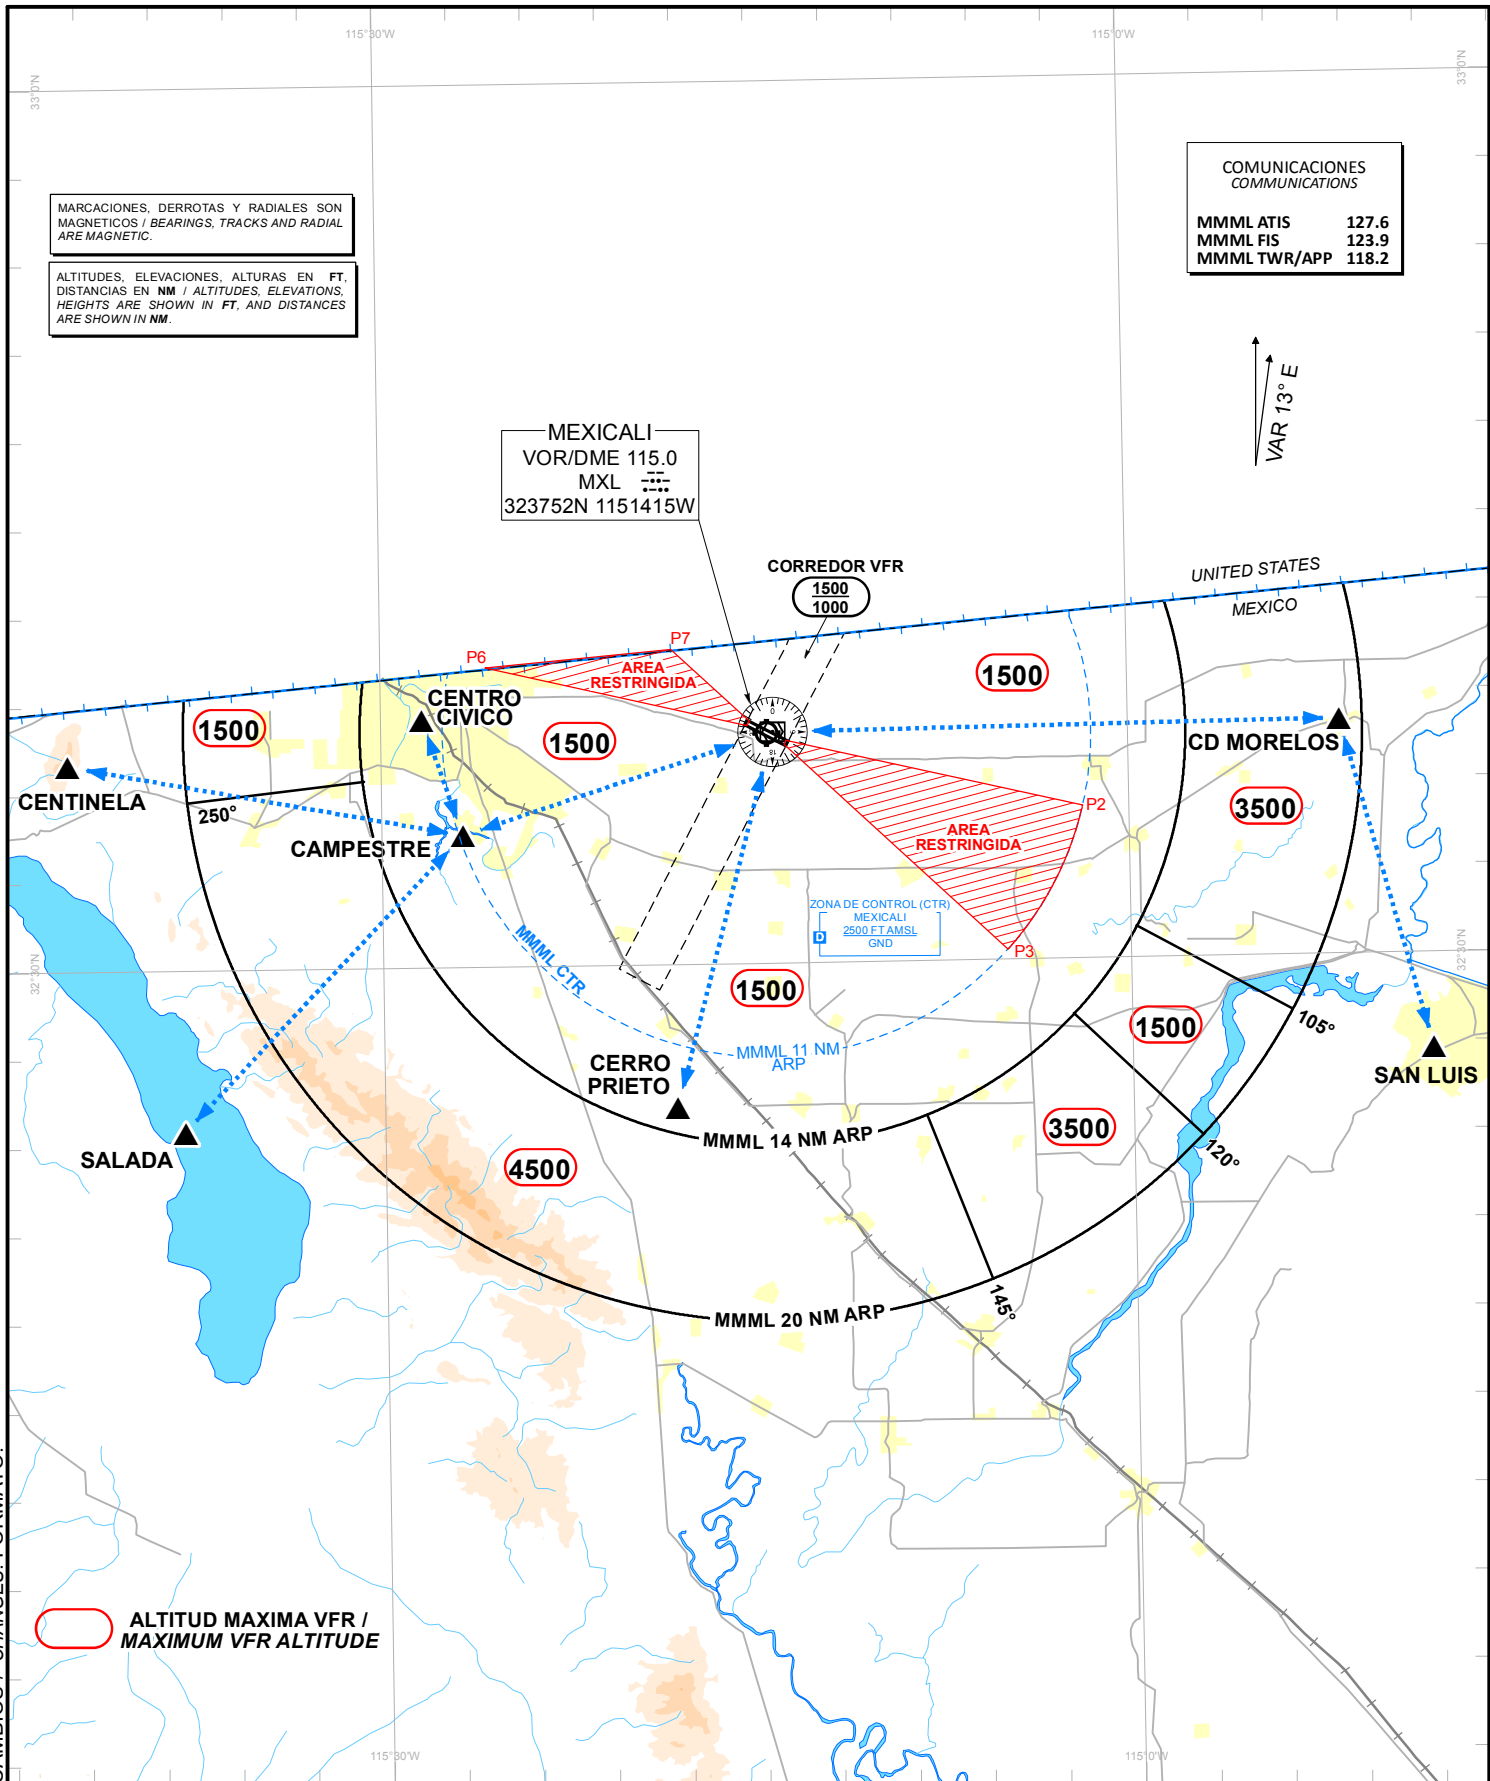 115°30'W
115°0'W
33°0'N
33°0'N
COMUNICACIONES
COMMUNICATIONS
MMML ATIS 127.6
MMML FIS 123.9
MMML TWR/APP 118.2
MARCACIONES, DERROTAS Y RADIALES SON
MAGNETICOS / BEARINGS, TRACKS AND RADIAL
ARE MAGNETIC.
ALTITUDES, ELEVACIONES, ALTURAS EN FT,
DISTANCIAS EN NM / ALTITUDES, ELEVATIONS,
HEIGHTS ARE SHOWN IN FT, AND DISTANCES
ARE SHOWN IN NM.
VAR 13° E
MEXICALI
VOR/DME 115.0
MXL
323752N 1151415W
CORREDOR VFR
1500
1000
UNITED STATES
MEXICO
P7
P6
AREA
RESTRINGIDA
1500
CENTRO
CIVICO
1500
1500
0
18
CD MORELOS
CENTINELA
250°
3500
P2
CAMPESTRE
AREA
RESTRINGIDA
ZONA DE CONTROL (CTR)
MEXICALI
2500 FT AMSL
GND
D
P3
32°30'N
32°30'N
MMML CTR
1500
1500
105°
MMML 11 NM
ARP
CERRO
PRIETO
SAN LUIS
3500
MMML 14 NM ARP
120°
SALADA
4500
145°
MMML 20 NM ARP
ALTITUD MAXIMA VFR /
MAXIMUM VFR ALTITUDE
115°30'W
115°0'W